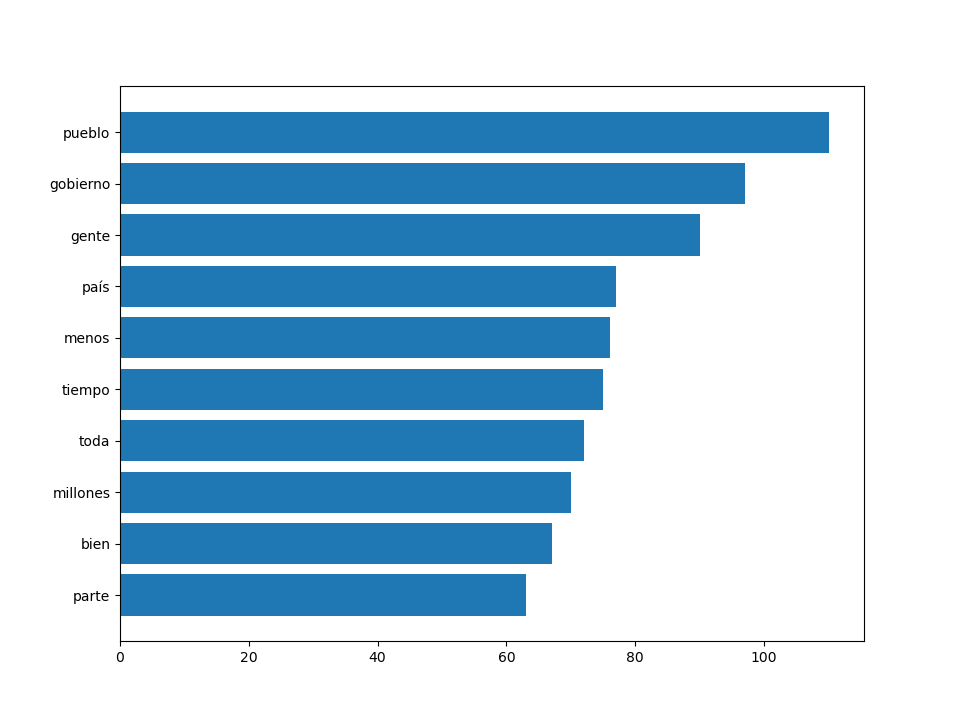 pueblo
gobierno
gente
país
menos
tiempo
toda
millones
bien
parte
0 20 40 60 80 100